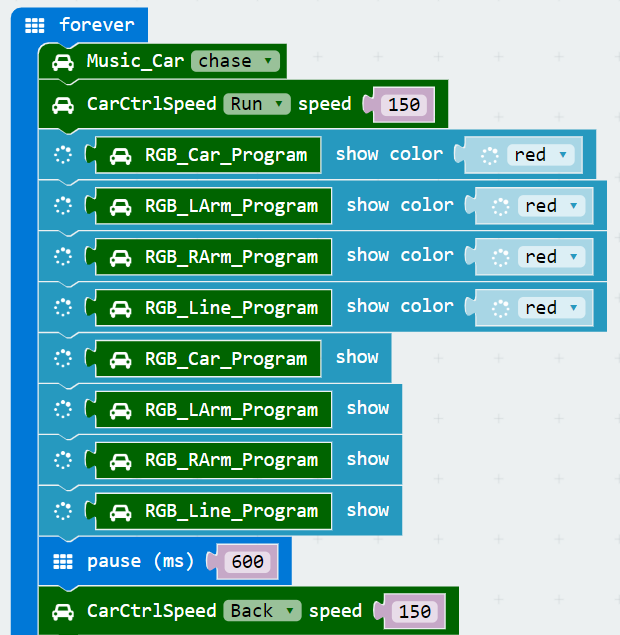 forever
Music_Car chase
CarCtrlSpeed Run speed 150
RGB_Car_Program show color red
RGB_LArm_Program show color red
RGB_RArm_Program show color red
RGB_Line_Program show color red
RGB_Car_Program show
RGB_LArm_Program show
RGB_RArm_Program show
RGB_Line_Program show
pause (ms) 600
CarCtrlSpeed Back speed 150